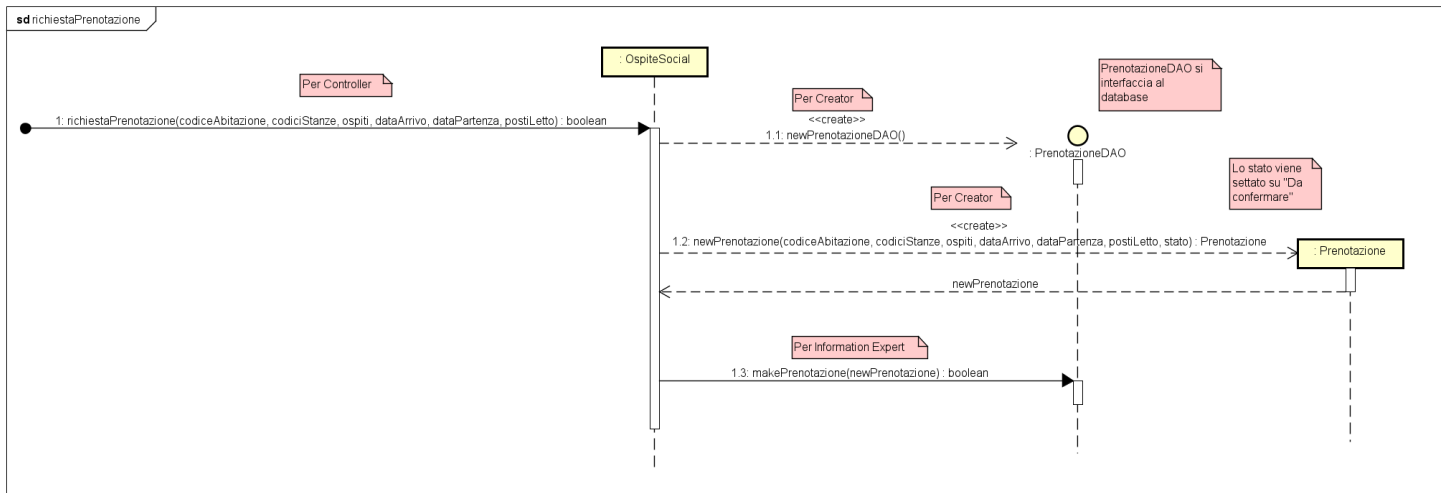 sd richiestaPrenotazione
: OspiteSocial
Per Controller
PrenotazioneDAO si
interfaccia al
database
Per Creator
<<create>>
1: richiestaPrenotazione(codiceAbitazione, codiciStanze, ospiti, dataArrivo, dataPartenza, postiLetto) : boolean
1.1: newPrenotazioneDAO()
: PrenotazioneDAO
Lo stato viene
settato su "Da
confermare"
Per Creator
<<create>>
1.2: newPrenotazione(codiceAbitazione, codiciStanze, ospiti, dataArrivo, dataPartenza, postiLetto, stato) : Prenotazione
: Prenotazione
newPrenotazione
Per Information Expert
1.3: makePrenotazione(newPrenotazione) : boolean